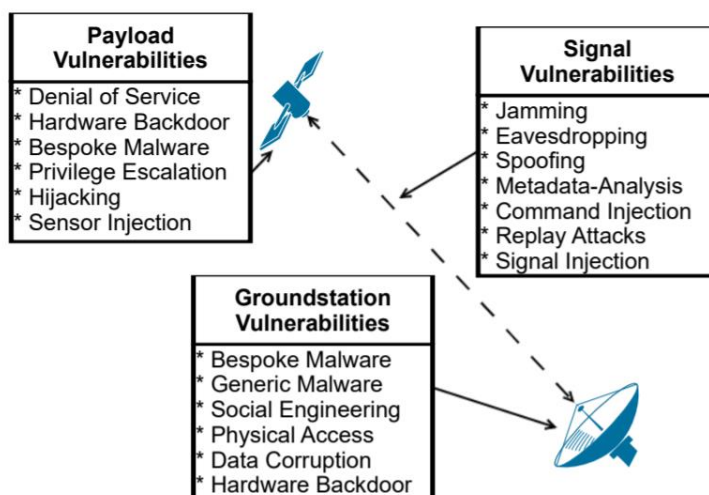 Payload
Vulnerabilities
* Denial of Service
* Hardware Backdoor
* Bespoke Malware
* Privilege Escalation
* Hijacking
* Sensor Injection
Signal
Vulnerabilities
* Jamming
* Eavesdropping
* Spoofing
* Metadata-Analysis
* Command Injection
* Replay Attacks
* Signal Injection
Groundstation
Vulnerabilities
* Bespoke Malware
* Generic Malware
* Social Engineering
* Physical Access
* Data Corruption
* Hardware Backdoor